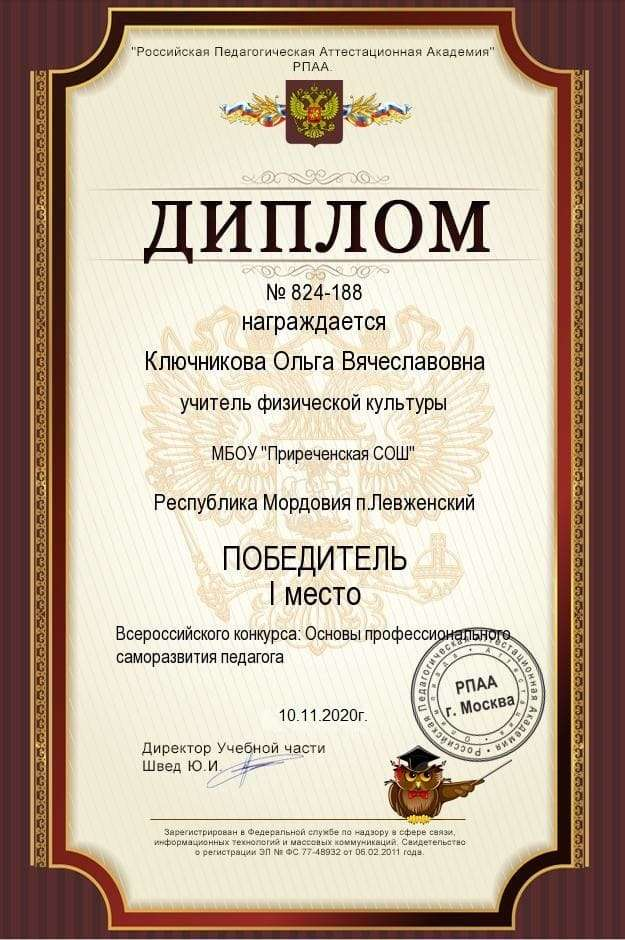 "Российская Педагогическая Аттестационная Академия"
РПАА.
ДИПЛОМ
№ 824-188
награждается
Ключникова Ольга Вячеславовна
учитель физической культуры
МБОУ "Приреченская СОШ"
Республика Мордовия п.Левженский
ПОБЕДИТЕЛЬ
I место
Всероссийского конкурса: Основы профессионального
саморазвития педагога
Российская Педагогическая Аттестационная Академия
РПАА
г. Москва
10.11.2020г.
Директор Учебной части
Швед Ю.И.
Зарегистрирован в Федеральной службе по надзору в сфере связи,
информационных технологий и массовых коммуникаций. Свидетельство
о регистрации ЭЛ № ФС 77-48932 от 06.02.2011 года.